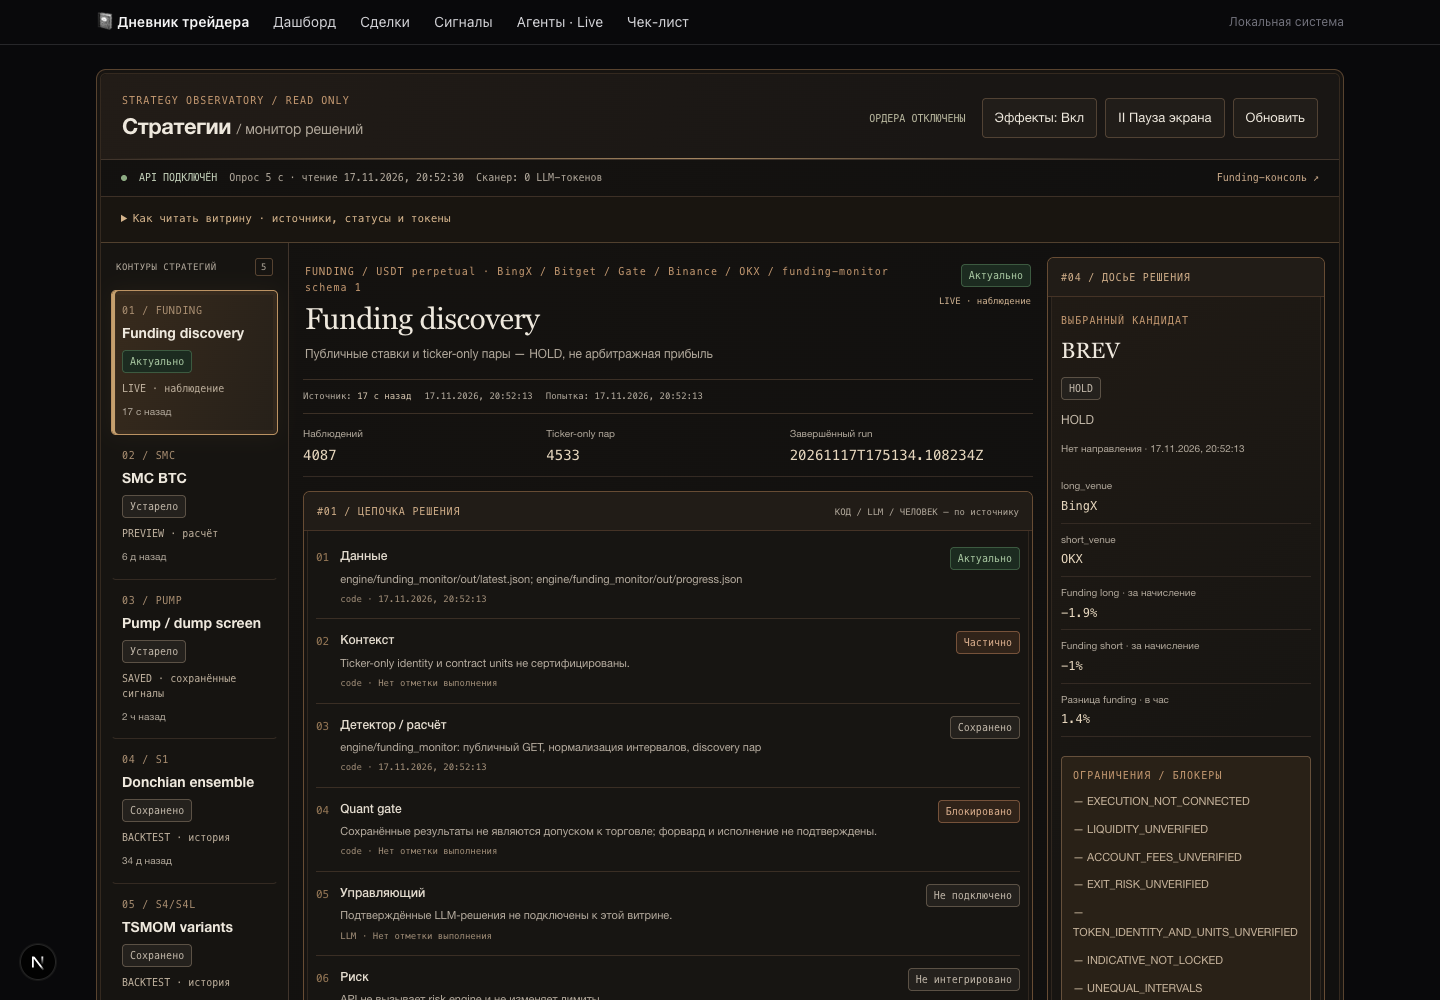 Дневник трейдера
Дашборд
Сделки
Сигналы
Агенты · Live
Чек-лист
Локальная система
STRATEGY OBSERVATORY / READ ONLY
Стратегии / монитор решений
ОРДЕРА ОТКЛЮЧЕНЫ
Эффекты: Вкл
II Пауза экрана
Обновить
API ПОДКЛЮЧЁН Опрос 5 с · чтение 17.11.2026, 20:52:30 Сканер: 0 LLM-токенов
Funding-консоль ↗
▶ Как читать витрину · источники, статусы и токены
КОНТУРЫ СТРАТЕГИЙ
5
01 / FUNDING
Funding discovery
Актуально
LIVE · наблюдение
17 с назад
02 / SMC
SMC BTC
Устарело
PREVIEW · расчёт
6 д назад
03 / PUMP
Pump / dump screen
Устарело
SAVED · сохранённые
сигналы
2 ч назад
04 / S1
Donchian ensemble
Сохранено
BACKTEST · история
34 д назад
05 / S4/S4L
TSMOM variants
Сохранено
BACKTEST · история
FUNDING / USDT perpetual · BingX / Bitget / Gate / Binance / OKX / funding-monitor
schema 1
Funding discovery
Публичные ставки и ticker-only пары — HOLD, не арбитражная прибыль
Актуально
LIVE · наблюдение
Источник: 17 с назад 17.11.2026, 20:52:13 Попытка: 17.11.2026, 20:52:13
Наблюдений
4087
Ticker-only пар
4533
Завершённый run
20261117T175134.108234Z
#01 / ЦЕПОЧКА РЕШЕНИЯ
КОД / LLM / ЧЕЛОВЕК — по источнику
01 Данные
Актуально
engine/funding_monitor/out/latest.json; engine/funding_monitor/out/progress.json
code · 17.11.2026, 20:52:13
02 Контекст
Частично
Ticker-only identity и contract units не сертифицированы.
code · Нет отметки выполнения
03 Детектор / расчёт
Сохранено
engine/funding_monitor: публичный GET, нормализация интервалов, discovery пар
code · 17.11.2026, 20:52:13
04 Quant gate
Блокировано
Сохранённые результаты не являются допуском к торговле; форвард и исполнение не подтверждены.
code · Нет отметки выполнения
05 Управляющий
Не подключено
Подтверждённые LLM-решения не подключены к этой витрине.
LLM · Нет отметки выполнения
06 Риск
Не интегрировано
API не вызывает risk engine и не изменяет лимиты.
#04 / ДОСЬЕ РЕШЕНИЯ
ВЫБРАННЫЙ КАНДИДАТ
BREV
HOLD
HOLD
Нет направления · 17.11.2026, 20:52:13
long_venue
BingX
short_venue
OKX
Funding long · за начисление
−1.9%
Funding short · за начисление
−1%
Разница funding · в час
1.4%
ОГРАНИЧЕНИЯ / БЛОКЕРЫ
— EXECUTION_NOT_CONNECTED
— LIQUIDITY_UNVERIFIED
— ACCOUNT_FEES_UNVERIFIED
— EXIT_RISK_UNVERIFIED
—
TOKEN_IDENTITY_AND_UNITS_UNVERIFIED
— INDICATIVE_NOT_LOCKED
— UNEQUAL_INTERVALS
N